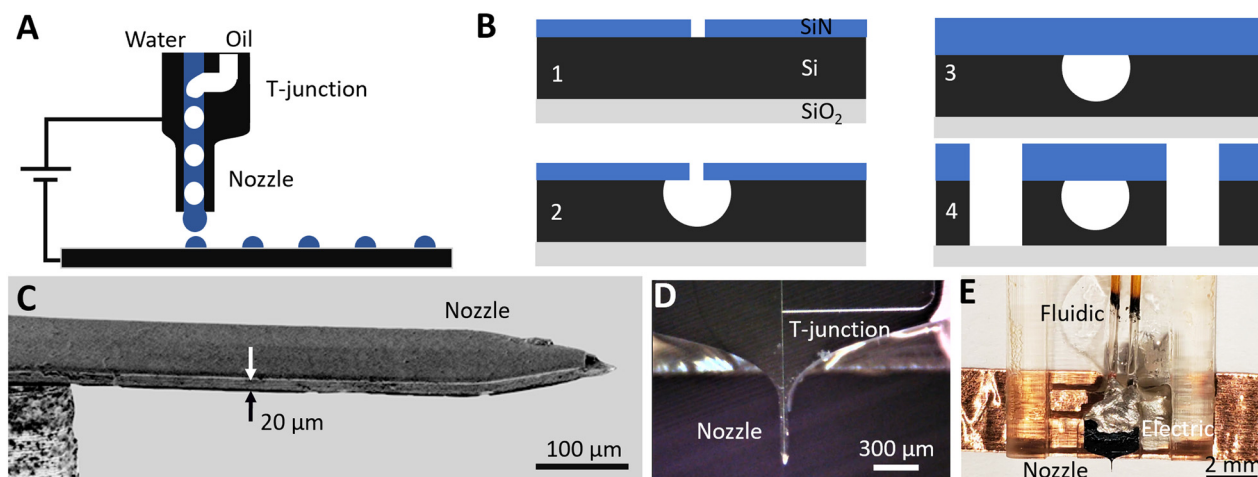 A
Water
Oil
T-junction
Nozzle
B
SiN
Si
SiO₂
1
2
3
4
C
Nozzle
20 µm
100 µm
D
T-junction
Nozzle
300 µm
E
Fluidic
Electric
Nozzle
2 mm